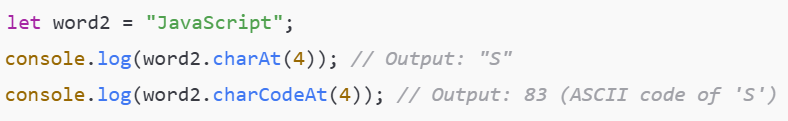 let word2 = "JavaScript";
console.log(word2.charAt(4)); // Output: "S"
console.log(word2.charCodeAt(4)); // Output: 83 (ASCII code of 'S')